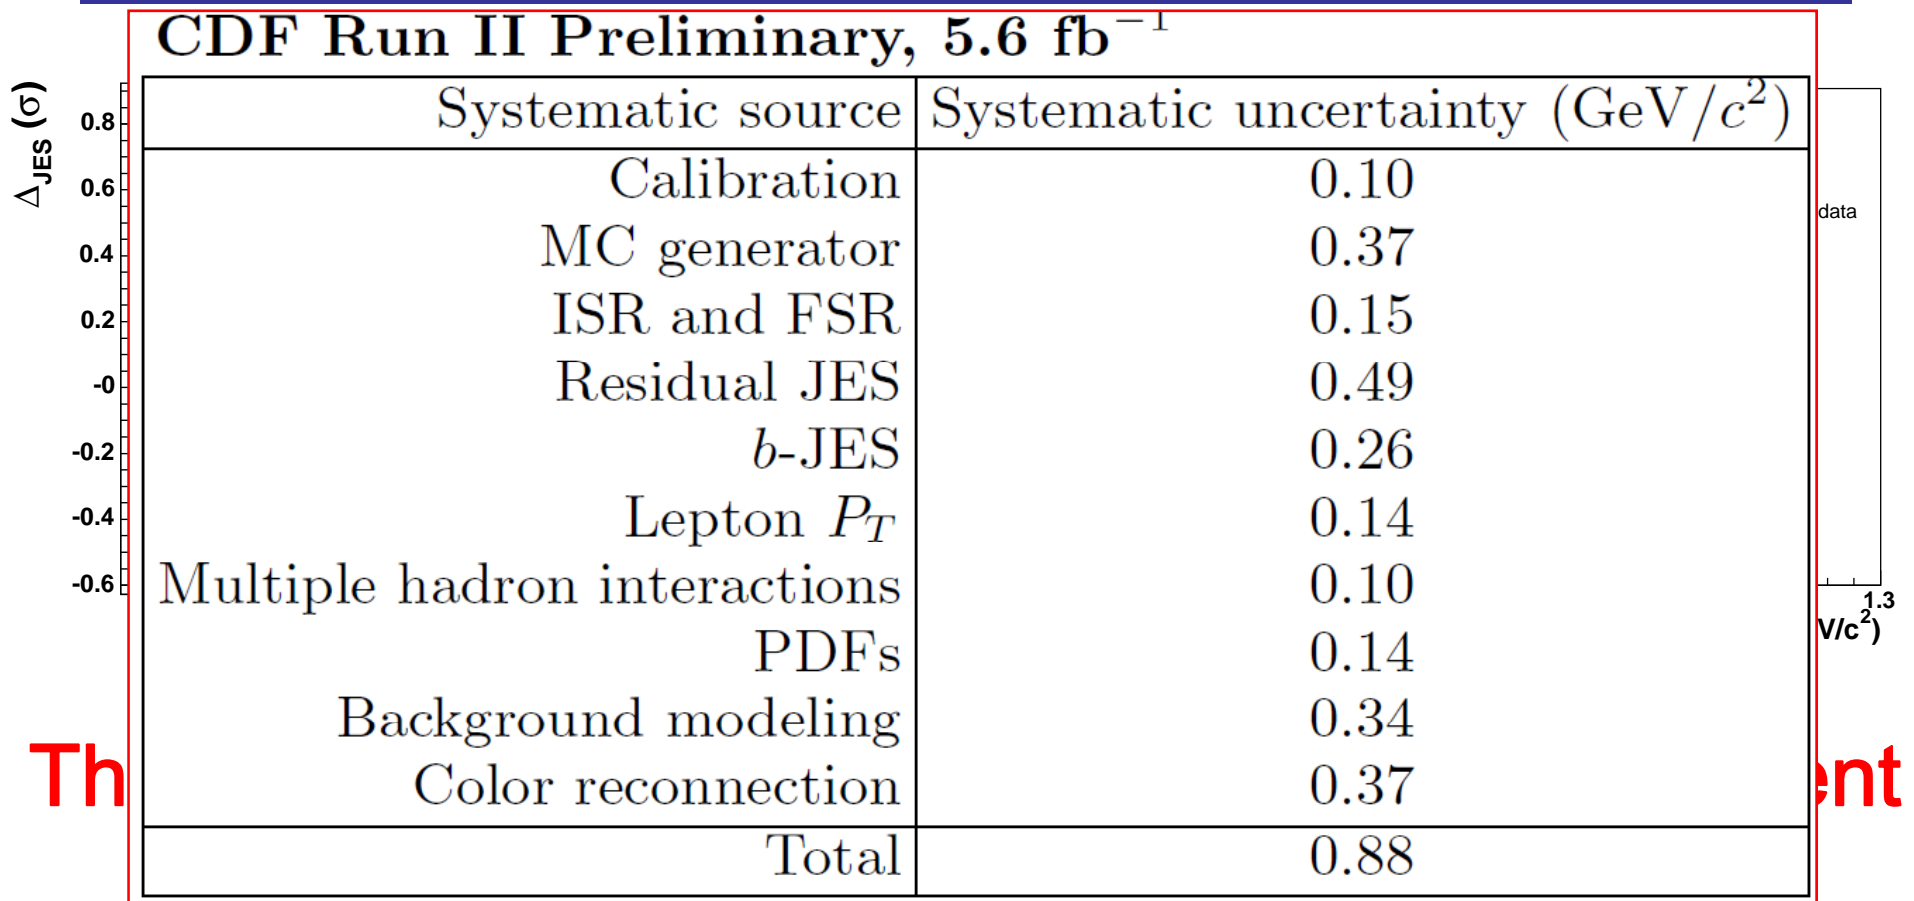 CDF Run II Preliminary, 5.6 fb⁻¹
Systematic source Systematic uncertainty (GeV/c²)
Calibration 0.10
MC generator 0.37
ISR and FSR 0.15
Residual JES 0.49
b-JES 0.26
Lepton P_T 0.14
Multiple hadron interactions 0.10
PDFs 0.14
Background modeling 0.34
Color reconnection 0.37
Total 0.88
Δ_JES (σ)
0.8
0.6
0.4
0.2
-0
-0.2
-0.4
-0.6
data
1.3
V/c²)
Th
ent